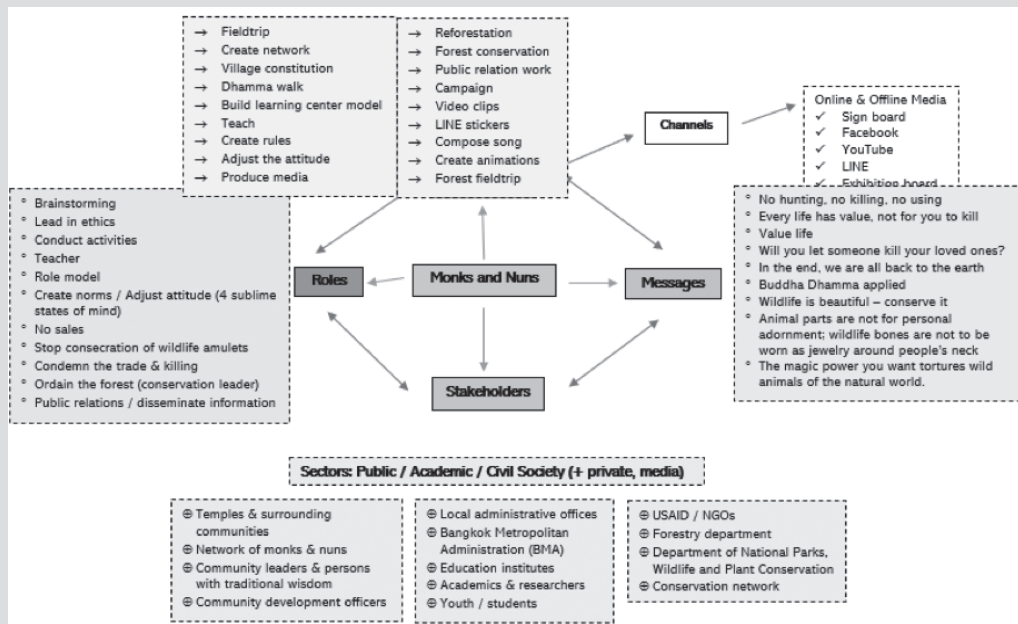 → Fieldtrip
→ Create network
→ Village constitution
→ Dhamma walk
→ Build learning center model
→ Teach
→ Create rules
→ Adjust the attitude
→ Produce media
→ Reforestation
→ Forest conservation
→ Public relation work
→ Campaign
→ Video clips
→ LINE stickers
→ Compose song
→ Create animations
→ Forest fieldtrip
Channels
Online & Offline Media
✓ Sign board
✓ Facebook
✓ YouTube
✓ LINE
✓ Exhibition board
° Brainstorming
° Lead in ethics
° Conduct activities
° Teacher
° Role model
° Create norms / Adjust attitude (4 sublime
states of mind)
° No sales
° Stop consecration of wildlife amulets
° Condemn the trade & killing
° Ordain the forest (conservation leader)
° Public relations / disseminate information
Roles
Monks and Nuns
Messages
Stakeholders
° No hunting, no killing, no using
° Every life has value, not for you to kill
° Value life
° Will you let someone kill your loved ones?
° In the end, we are all back to the earth
° Buddha Dhamma applied
° Wildlife is beautiful – conserve it
° Animal parts are not for personal
adornment; wildlife bones are not to be
worn as jewelry around people's neck
° The magic power you want tortures wild
animals of the natural world.
Sectors: Public / Academic / Civil Society (+ private, media)
⊕ Temples & surrounding
communities
⊕ Network of monks & nuns
⊕ Community leaders & persons
with traditional wisdom
⊕ Community development officers
⊕ Local administrative offices
⊕ Bangkok Metropolitan
Administration (BMA)
⊕ Education institutes
⊕ Academics & researchers
⊕ Youth / students
⊕ USAID / NGOs
⊕ Forestry department
⊕ Department of National Parks,
Wildlife and Plant Conservation
⊕ Conservation network